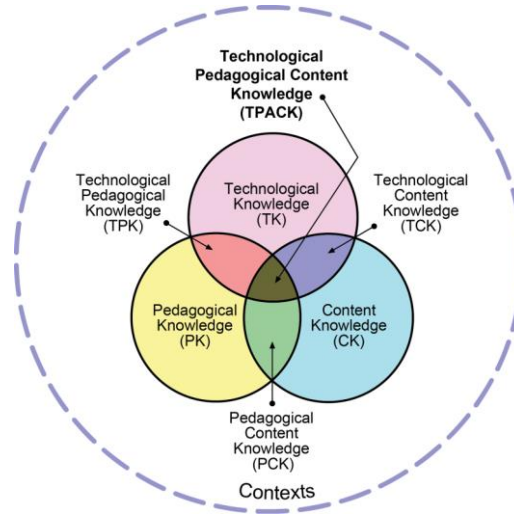 Technological
Pedagogical Content
Knowledge
(TPACK)
Technological
Pedagogical
Knowledge
(TPK)
Technological
Knowledge
(TK)
Technological
Content
Knowledge
(TCK)
Pedagogical
Knowledge
(PK)
Content
Knowledge
(CK)
Pedagogical
Content
Knowledge
(PCK)
Contexts